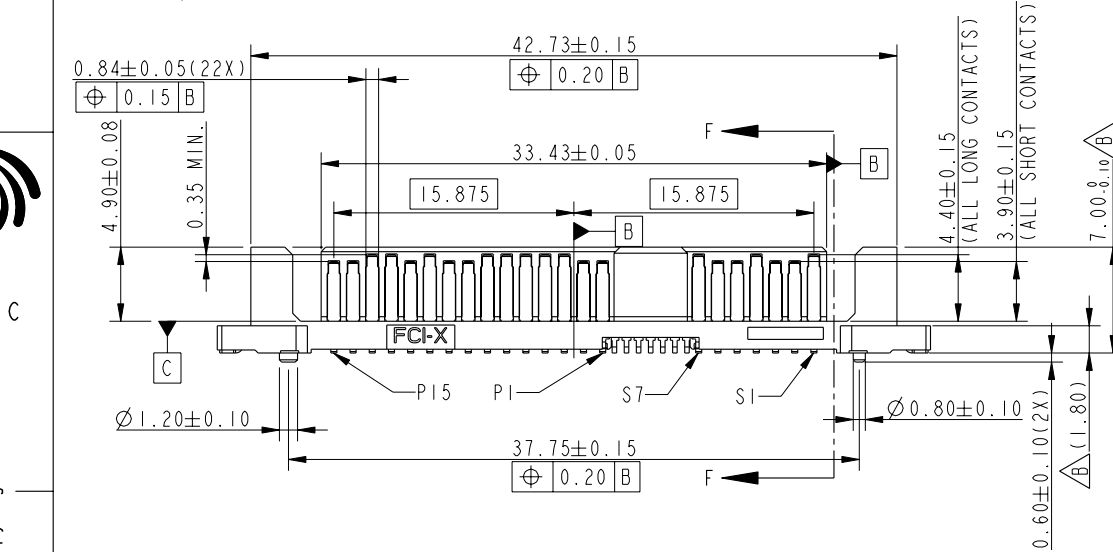 42.73±0.15
⌖ 0.20 B
0.84±0.05(22X)
⌖ 0.15 B
4.90±0.08
0.35 MIN.
F
33.43±0.05
B
15.875
15.875
B
4.40±0.15
(ALL LONG CONTACTS)
3.90±0.15
(ALL SHORT CONTACTS)
7.00 0 -0.10 B
C
FCI-X
C
P15
P1
S7
S1
Ø1.20±0.10
Ø0.80±0.10
37.75±0.15
⌖ 0.20 B
F
0.60±0.10(2X)
B (1.80)